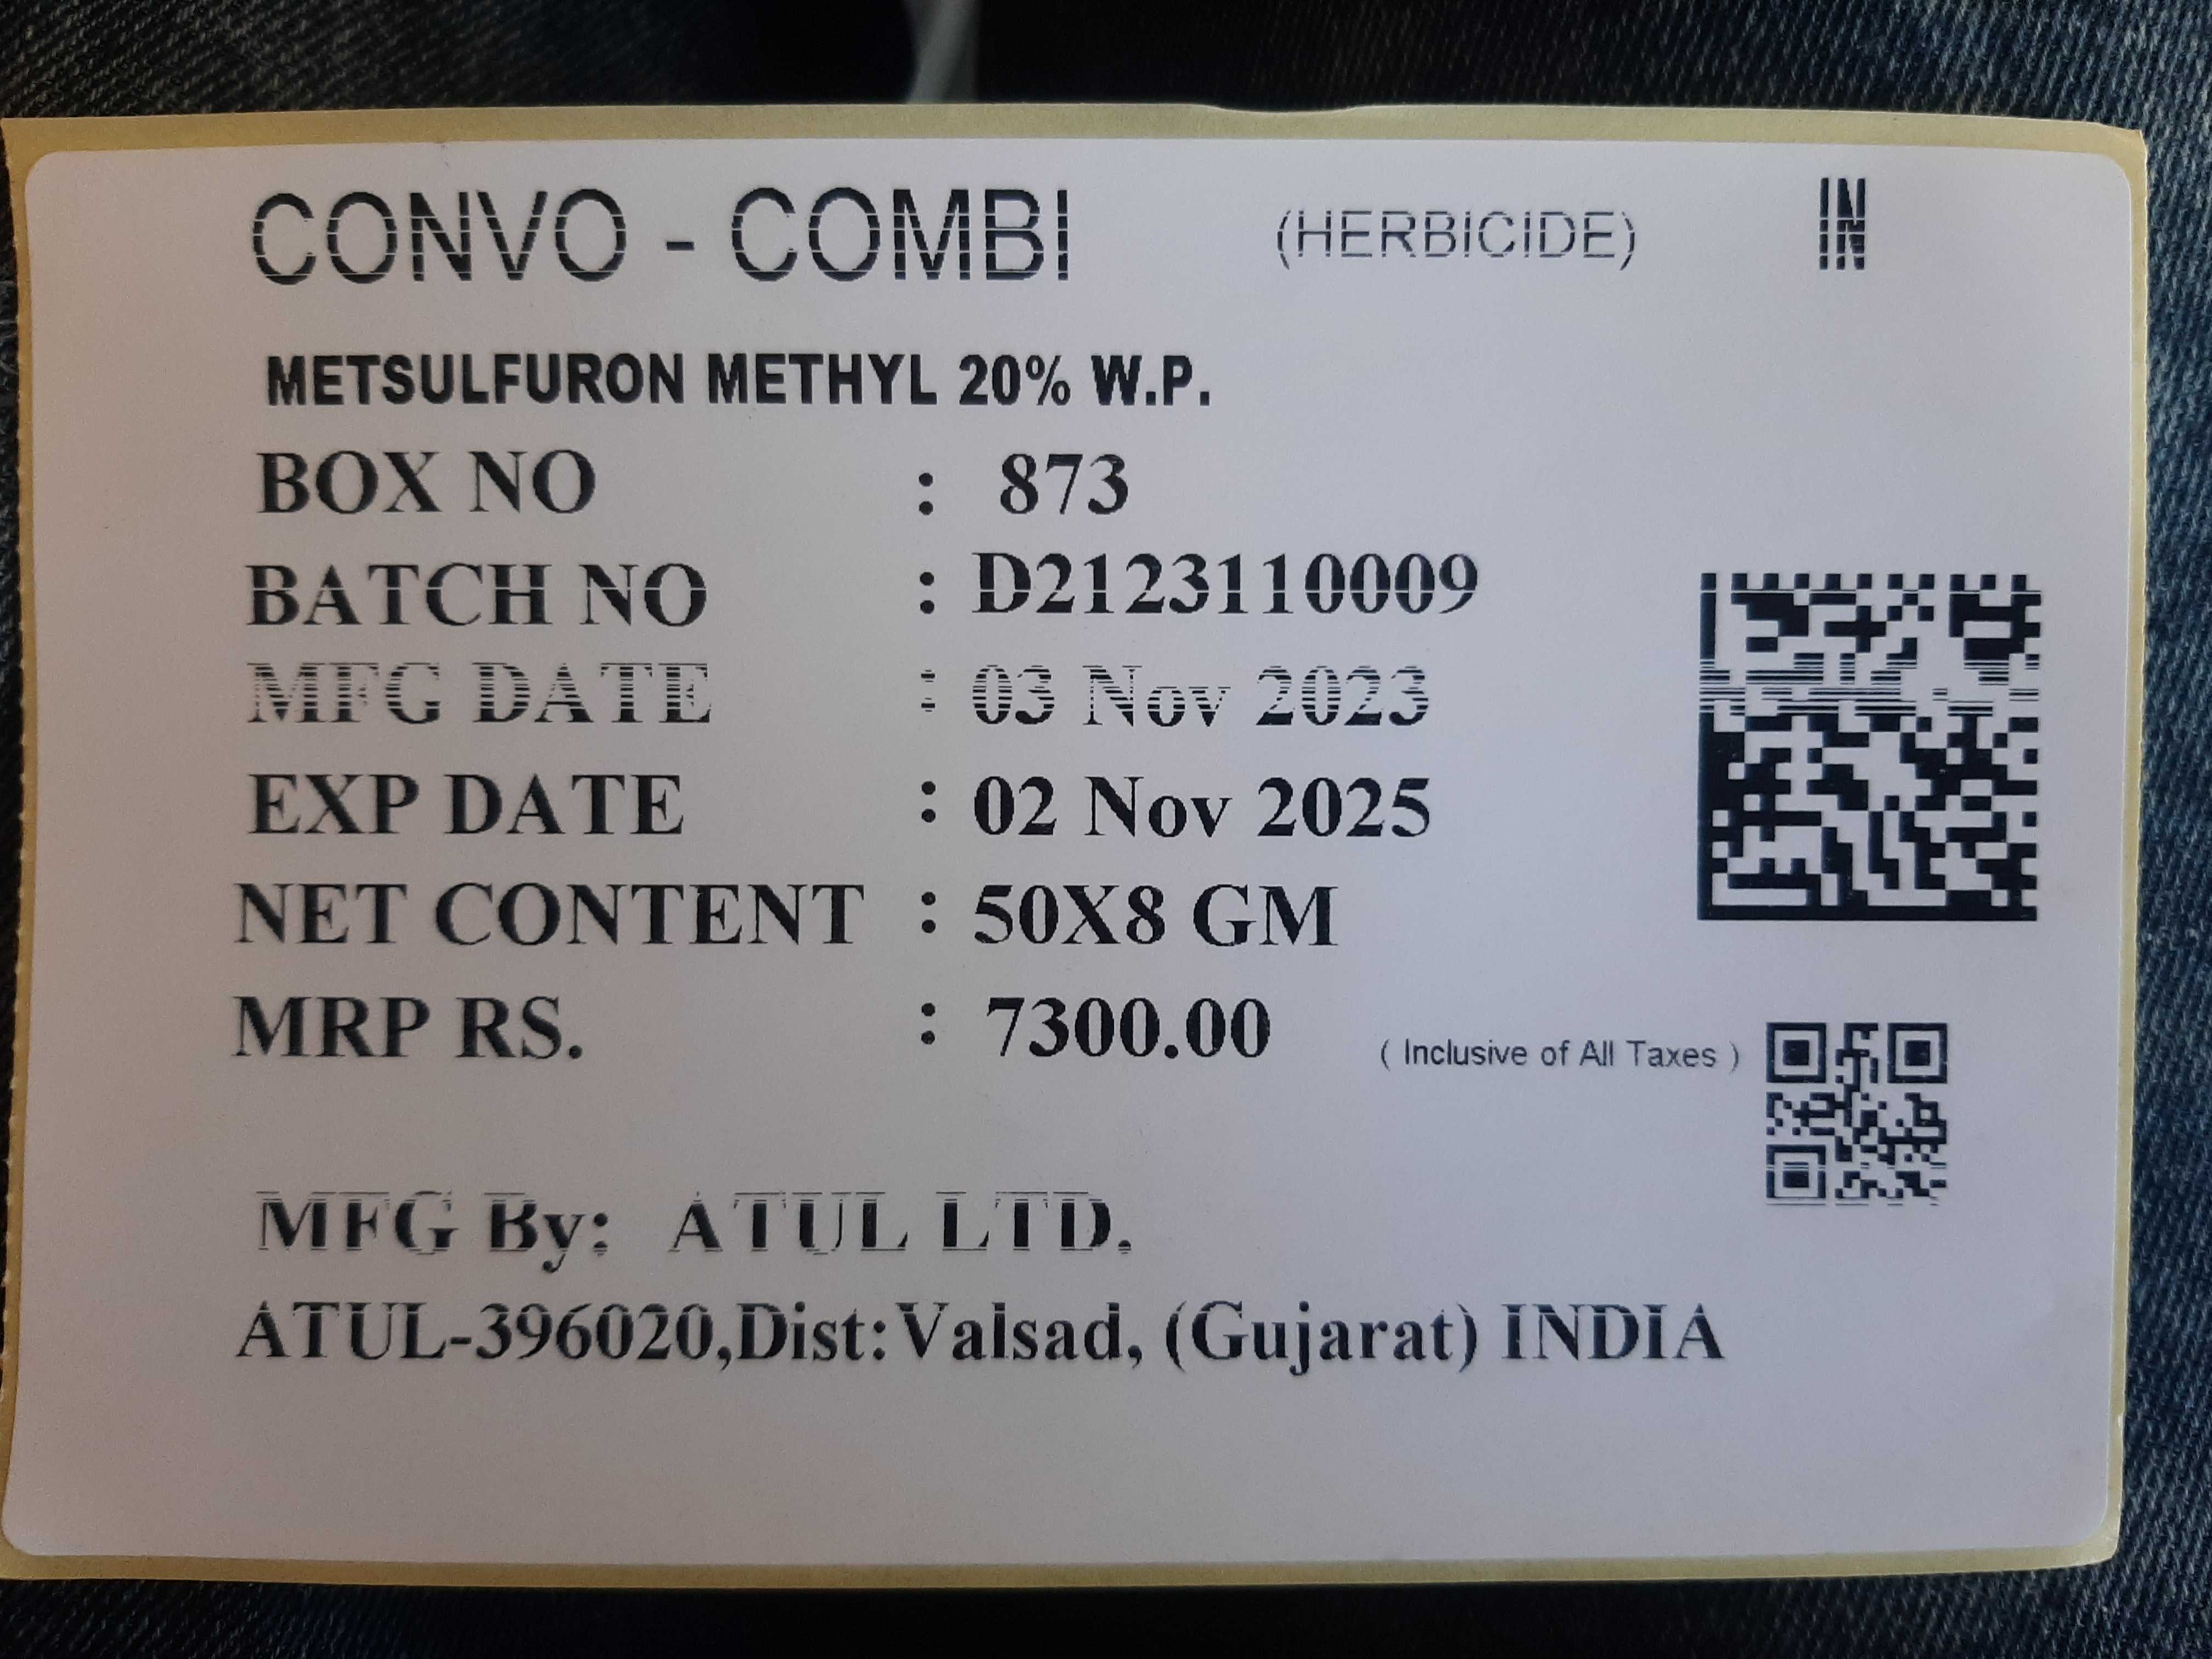 CONVO - COMBI (HERBICIDE) IN
METSULFURON METHYL 20% W.P.
BOX NO : 873
BATCH NO : D2123110009
MFG DATE : 03 Nov 2023
EXP DATE : 02 Nov 2025
NET CONTENT : 50X8 GM
MRP RS. : 7300.00 ( Inclusive of All Taxes )
MFG By: ATUL LTD.
ATUL-396020,Dist:Valsad, (Gujarat) INDIA